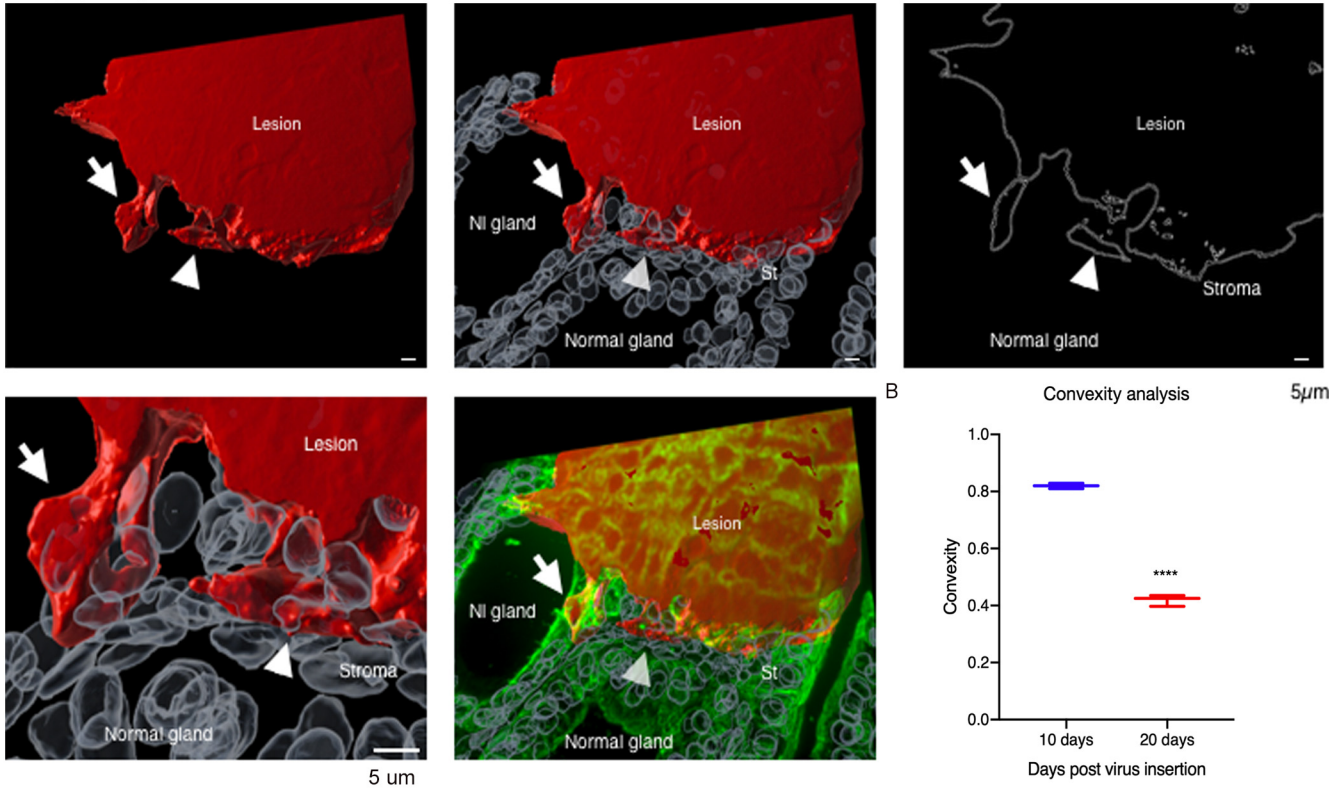 Lesion
Lesion
Nl gland
St
Normal gland
Lesion
Stroma
Normal gland
5µm
Lesion
Stroma
Normal gland
5 um
Lesion
Nl gland
St
Normal gland
B
Convexity analysis
1.0
0.8
0.6
0.4
0.2
0.0
Convexity
****
10 days
20 days
Days post virus insertion